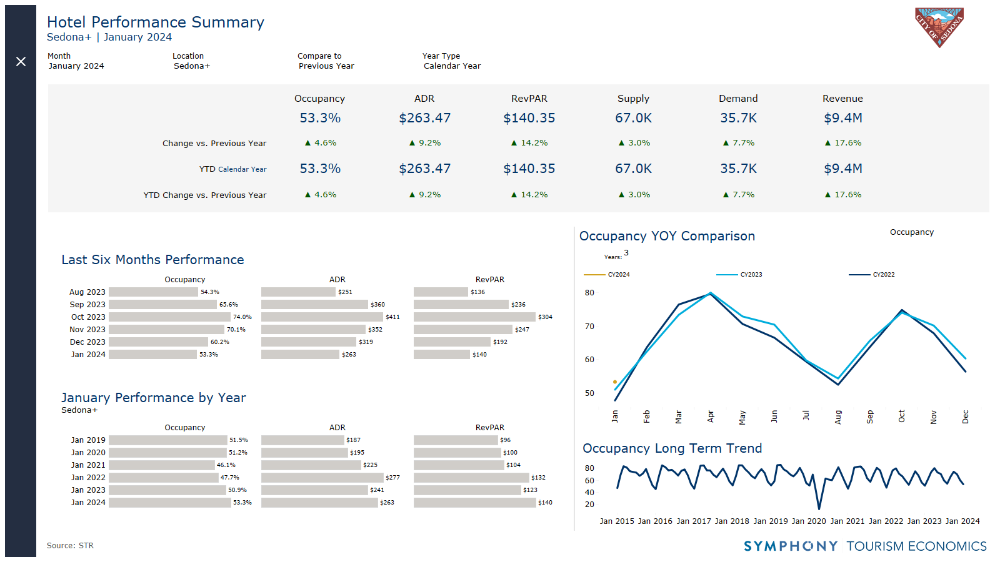 Hotel Performance Summary
Sedona+ | January 2024
CITY OF SEDONA
Month Location Compare to Year Type
January 2024 Sedona+ Previous Year Calendar Year
Occupancy ADR RevPAR Supply Demand Revenue
53.3% $263.47 $140.35 67.0K 35.7K $9.4M
Change vs. Previous Year ▲ 4.6% ▲ 9.2% ▲ 14.2% ▲ 3.0% ▲ 7.7% ▲ 17.6%
YTD Calendar Year 53.3% $263.47 $140.35 67.0K 35.7K $9.4M
YTD Change vs. Previous Year ▲ 4.6% ▲ 9.2% ▲ 14.2% ▲ 3.0% ▲ 7.7% ▲ 17.6%
Last Six Months Performance
Occupancy ADR RevPAR
Aug 2023 54.3% $251 $136
Sep 2023 65.6% $360 $236
Oct 2023 74.0% $411 $304
Nov 2023 70.1% $352 $247
Dec 2023 60.2% $319 $192
Jan 2024 53.3% $263 $140
January Performance by Year
Sedona+
Occupancy ADR RevPAR
Jan 2019 51.5% $187 $96
Jan 2020 51.2% $195 $100
Jan 2021 46.1% $225 $104
Jan 2022 47.7% $277 $132
Jan 2023 50.9% $241 $123
Jan 2024 53.3% $263 $140
Occupancy YOY Comparison
Occupancy
Years: 3
CY2024 CY2023 CY2022
80
70
60
50
Jan Feb Mar Apr May Jun Jul Aug Sep Oct Nov Dec
Occupancy Long Term Trend
80
60
40
20
Jan 2015 Jan 2016 Jan 2017 Jan 2018 Jan 2019 Jan 2020 Jan 2021 Jan 2022 Jan 2023 Jan 2024
Source: STR
SYMPHONY TOURISM ECONOMICS